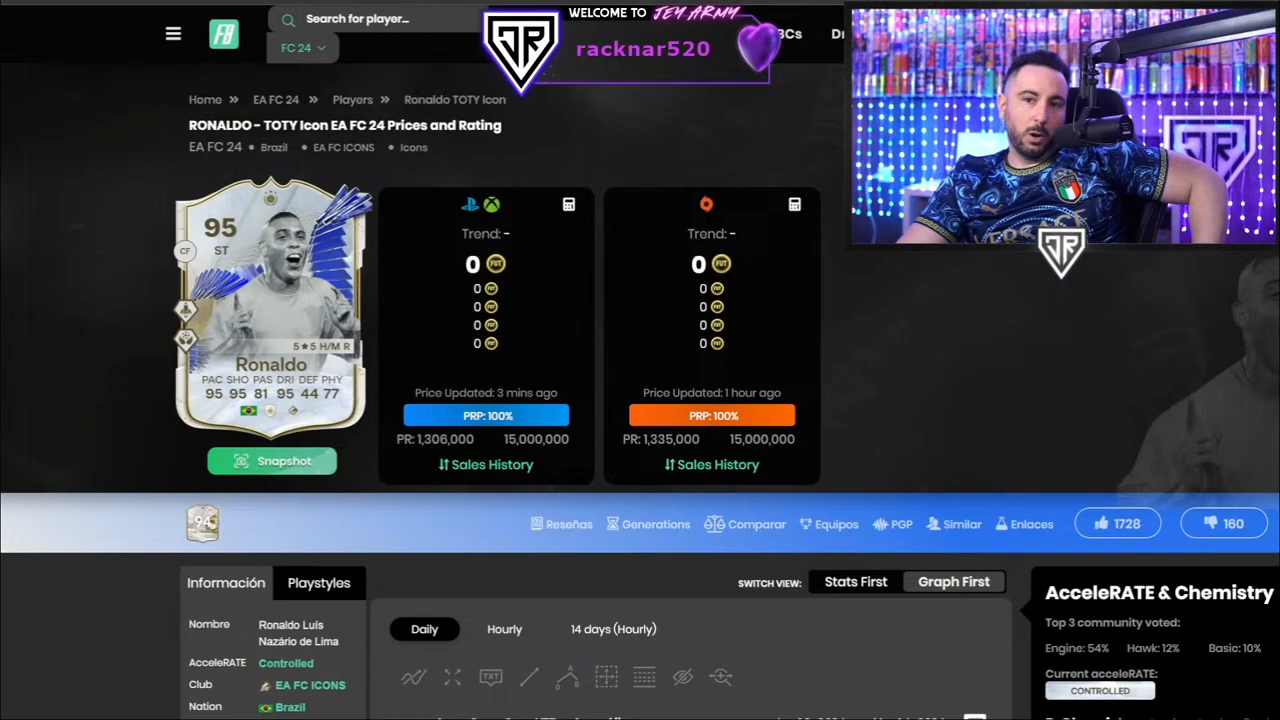 Search for player...
FC 24
WELCOME TO JEY ARMY
racknar520
BCs
JR
Home » EA FC 24 » Players » Ronaldo TOTY Icon
RONALDO - TOTY Icon EA FC 24 Prices and Rating
EA FC 24 • Brazil • EA FC ICONS • Icons
95
ST
CF
5★5 H/M R
Ronaldo
PAC SHO PAS DRI DEF PHY
95 95 81 95 44 77
Snapshot
Trend: -
0 FUT
0
0
0
0
Price Updated: 3 mins ago
PRP: 100%
PR: 1,306,000 15,000,000
Sales History
Trend: -
0 FUT
0
0
0
0
Price Updated: 1 hour ago
PRP: 100%
PR: 1,335,000 15,000,000
Sales History
VERSACE
JR
JR
94
Reseñas Generations Comparar Equipos PGP Similar Enlaces 1728 160
Información Playstyles
Nombre Ronaldo Luís
Nazário de Lima
AcceleRATE Controlled
Club EA FC ICONS
Nation Brazil
SWITCH VIEW: Stats First Graph First
Daily Hourly 14 days (Hourly)
TXT
AcceleRATE & Chemistry
Top 3 community voted:
Engine: 54% Hawk: 12% Basic: 10%
Current acceleRATE:
CONTROLLED